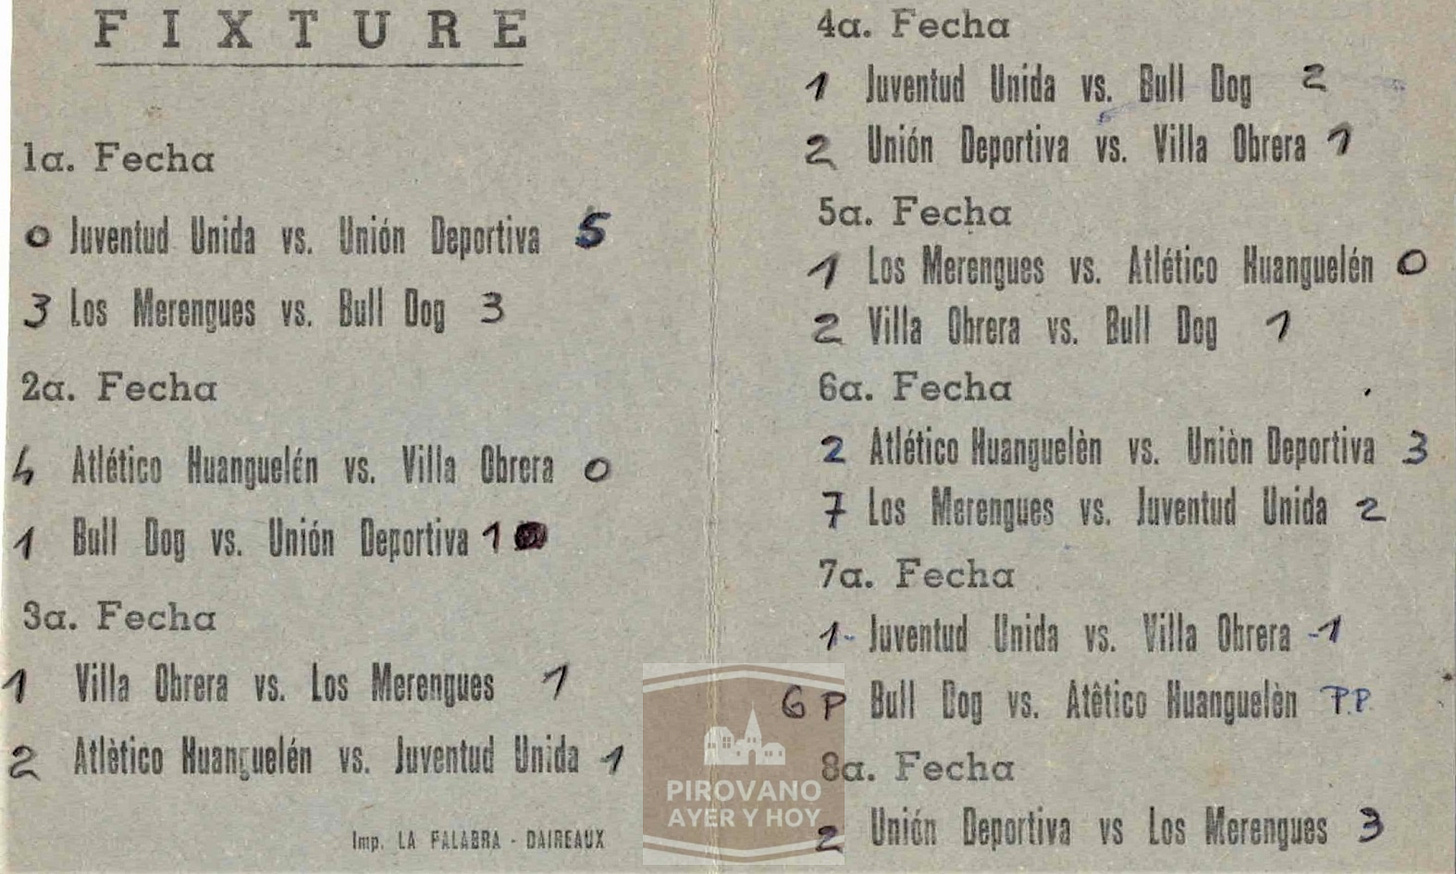 FIXTURE
1a. Fecha
0 Juventud Unida vs. Unión Deportiva 5
3 Los Merengues vs. Bull Dog 3
2a. Fecha
4 Atlético Huanguelén vs. Villa Obrera 0
1 Bull Dog vs. Unión Deportiva 1
3a. Fecha
1 Villa Obrera vs. Los Merengues 1
2 Atlètico Huanguelén vs. Juventud Unida 1
Imp. LA PALABRA - DAIREAUX
4a. Fecha
1 Juventud Unida vs. Bull Dog 2
2 Unión Deportiva vs. Villa Obrera 1
5a. Fecha
1 Los Merengues vs. Atlético Huanguelén 0
2 Villa Obrera vs. Bull Dog 1
6a. Fecha
2 Atlético Huanguelèn vs. Uniòn Deportiva 3
7 Los Merengues vs. Juventud Unida 2
7a. Fecha
1- Juventud Unida vs. Villa Obrera -1
G P Bull Dog vs. Atêtico Huanguelèn P.P.
8a. Fecha
2 Unión Deportiva vs Los Merengues 3
PIROVANO
AYER Y HOY